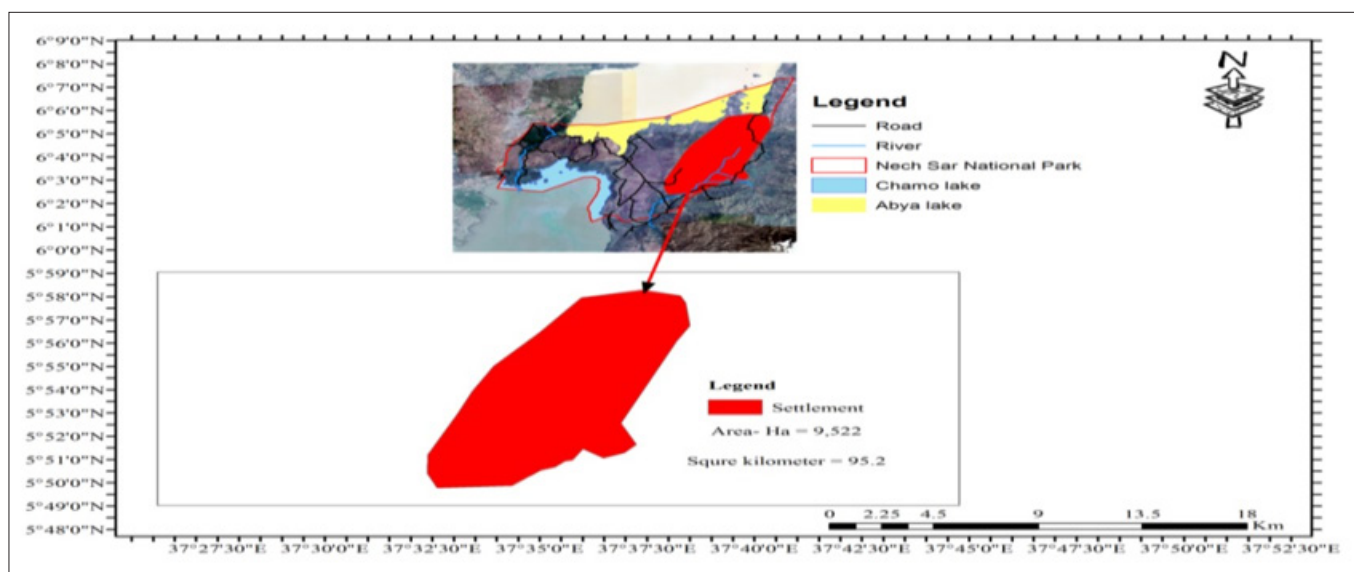 6°9'0"N
6°8'0"N
6°7'0"N
6°6'0"N
6°5'0"N
6°4'0"N
6°3'0"N
6°2'0"N
6°1'0"N
6°0'0"N
5°59'0"N
5°58'0"N
5°56'0"N
5°55'0"N
5°54'0"N
5°53'0"N
5°52'0"N
5°51'0"N
5°50'0"N
5°49'0"N
5°48'0"N
N
Legend
Road
River
Nech Sar National Park
Chamo lake
Abya lake
Legend
Settlement
Area- Ha = 9,522
Squre kilometer = 95.2
0 2.25 4.5 9 13.5 18
Km
37°27'30"E 37°30'0"E 37°32'30"E 37°35'0"E 37°37'30"E 37°40'0"E 37°42'30"E 37°45'0"E 37°47'30"E 37°50'0"E 37°52'30"E